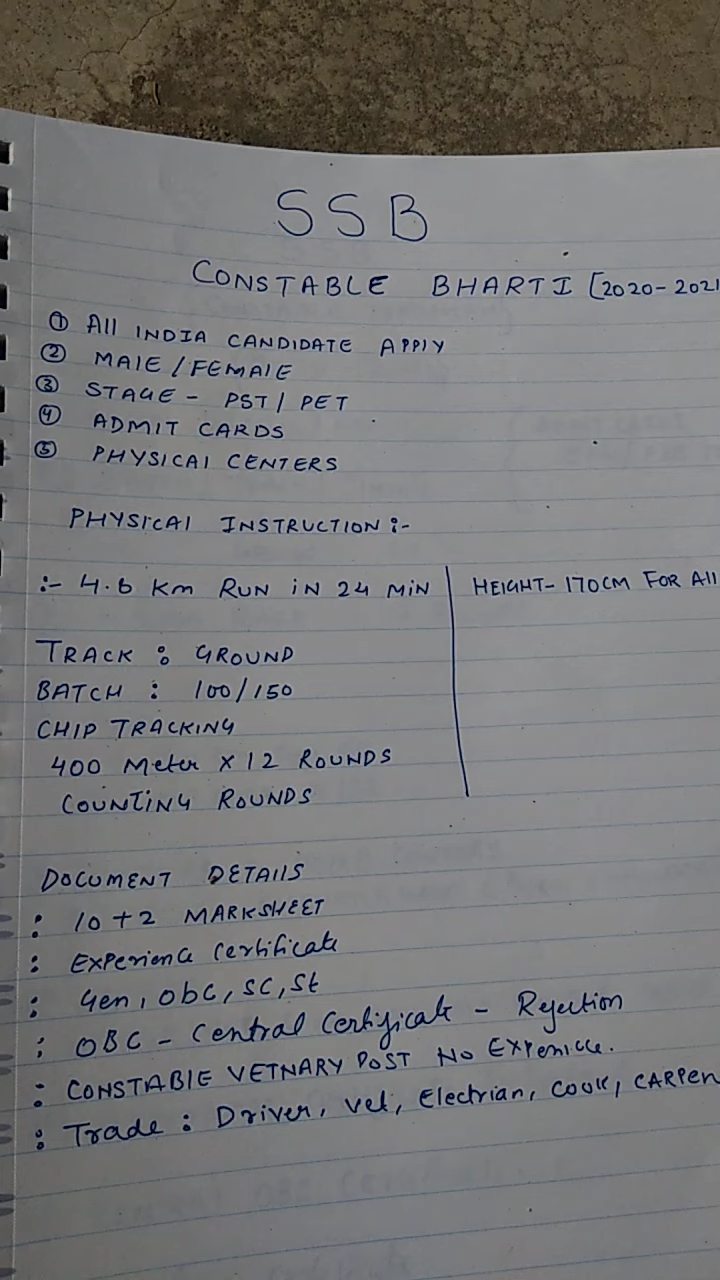 SSB
CONSTABLE BHARTI [2020-2021
① All INDIA CANDIDATE APPly
② MAlE / FEMAlE
③ STAGE - PST / PET
④ ADMIT CARDS
⑤ PHYSICAl CENTERS
PHYSICAl INSTRUCTION :-
:- 4.6 Km RUN iN 24 MiN
HEIGHT- 170CM FOR All
TRACK : GROUND
BATCH : 100/150
CHIP TRACKING
400 Meter X 12 ROUNDS
COUNTiNG ROUNDS
DOCUMENT DETAIlS
: 10 +2 MARKSHEET
: Experience Certificate
: Gen, Obc, SC, St
: OBC - Central Certificate - Rejection
: CONSTABlE VETNARY POST NO
: Trade : Driver, Vet, Electrian, Cook, CARPEN